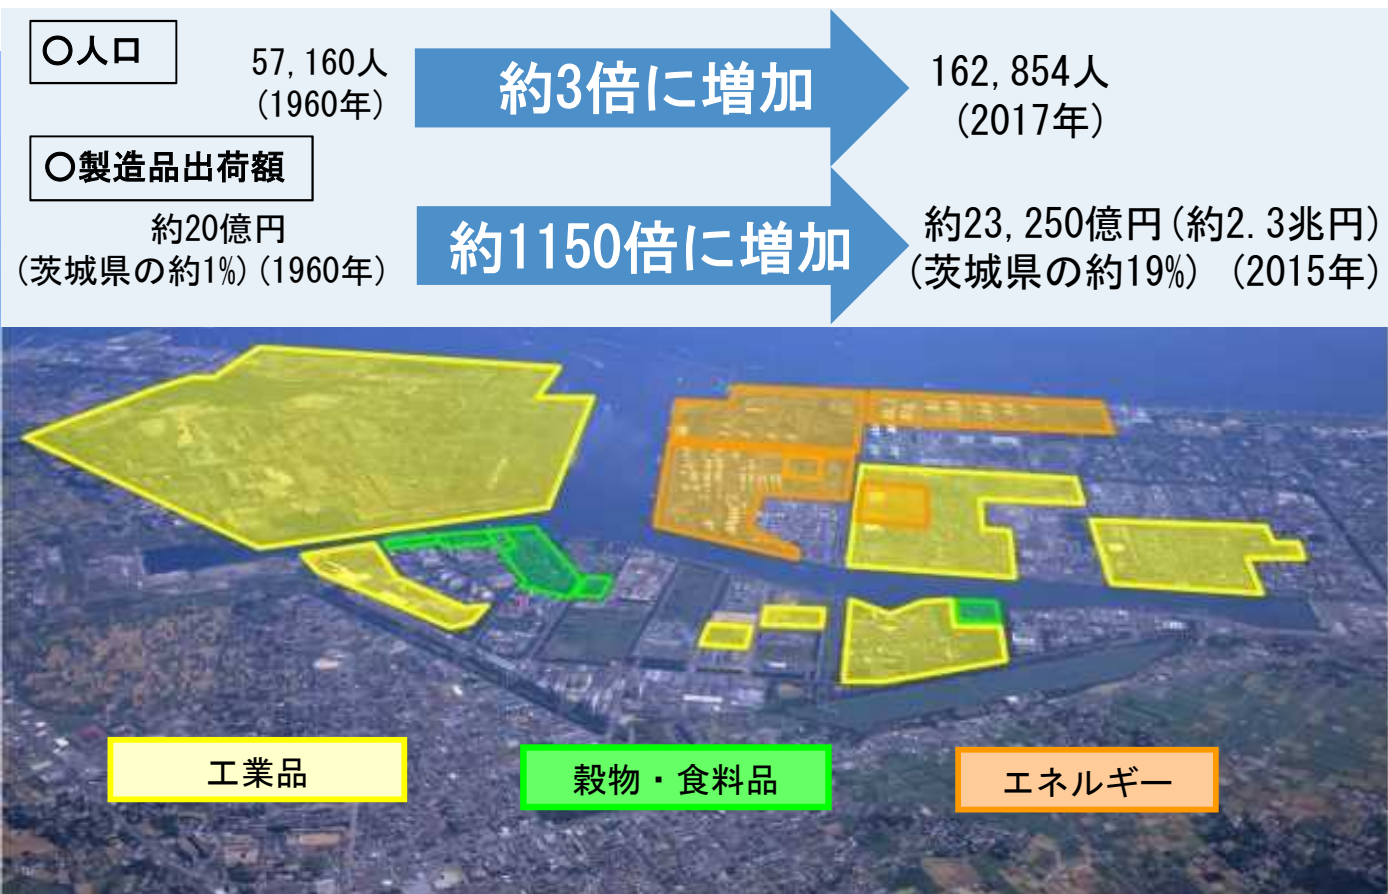 〇人口
57,160人
(1960年)
約3倍に増加
162,854人
(2017年)
〇製造品出荷額
約20億円
(茨城県の約1%)(1960年)
約1150倍に増加
約23,250億円(約2.3兆円)
(茨城県の約19%) (2015年)
工業品
穀物・食料品
エネルギー